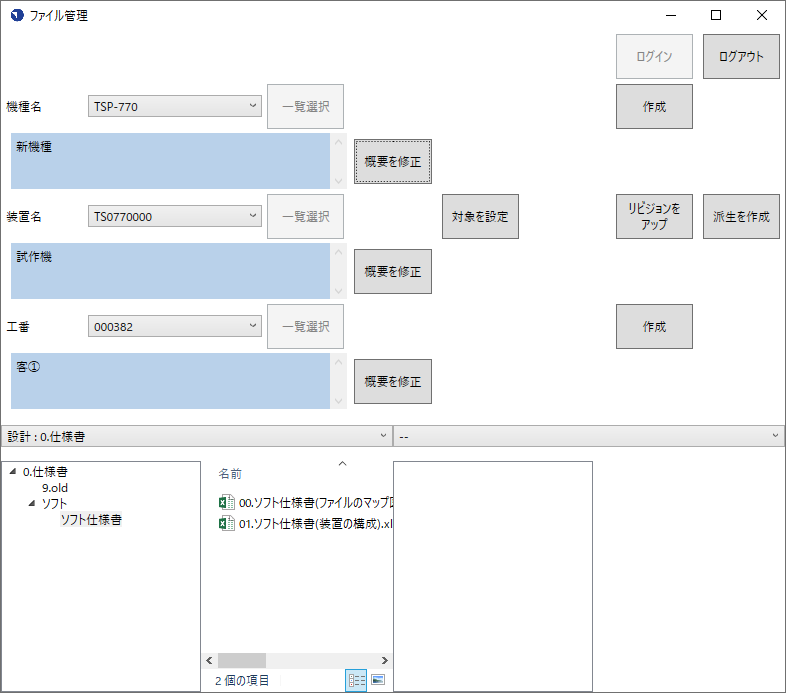 ファイル管理
ログイン
ログアウト
機種名
TSP-770
一覧選択
作成
新機種
概要を修正
装置名
TS0770000
一覧選択
対象を設定
リビジョンを
アップ
派生を作成
試作機
概要を修正
工番
000382
一覧選択
作成
客①
概要を修正
設計 : 0.仕様書
--
0.仕様書
9.old
ソフト
ソフト仕様書
名前
00.ソフト仕様書(ファイルのマップ
01.ソフト仕様書(装置の構成).xl
2 個の項目